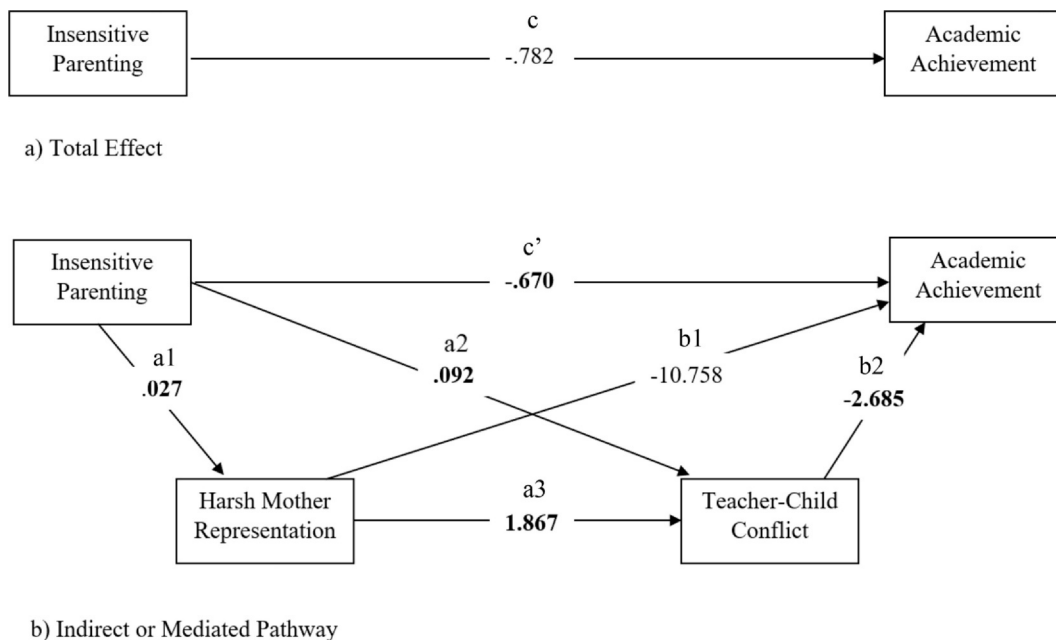 Insensitive
Parenting
c
-.782
Academic
Achievement
a) Total Effect
Insensitive
Parenting
c’
-.670
Academic
Achievement
a1
.027
a2
.092
b1
-10.758
b2
-2.685
Harsh Mother
Representation
a3
1.867
Teacher-Child
Conflict
b) Indirect or Mediated Pathway